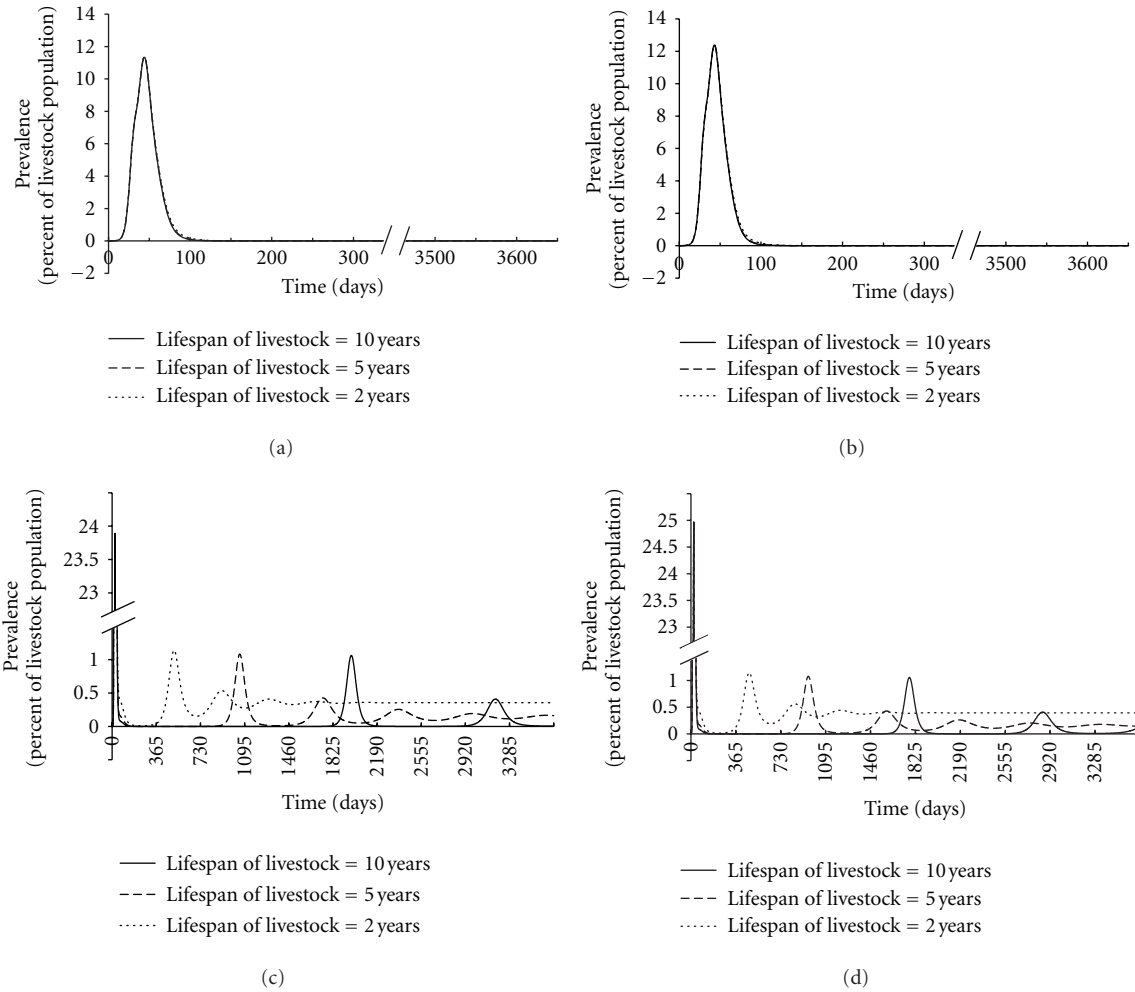 Prevalence
(percent of livestock population)
14
12
10
8
6
4
2
0
−2
0 100 200 300 3500 3600
Time (days)
Lifespan of livestock = 10 years
Lifespan of livestock = 5 years
Lifespan of livestock = 2 years
(a)
Prevalence
(percent of livestock population)
14
12
10
8
6
4
2
0
−2
0 100 200 300 3500 3600
Time (days)
Lifespan of livestock = 10 years
Lifespan of livestock = 5 years
Lifespan of livestock = 2 years
(b)
Prevalence
(percent of livestock population)
24
23.5
23
1
0.5
0
0 365 730 1095 1460 1825 2190 2555 2920 3285
Time (days)
Lifespan of livestock = 10 years
Lifespan of livestock = 5 years
Lifespan of livestock = 2 years
(c)
Prevalence
(percent of livestock population)
25
24.5
24
23.5
23
1
0.5
0
0 365 730 1095 1460 1825 2190 2555 2920 3285
Time (days)
Lifespan of livestock = 10 years
Lifespan of livestock = 5 years
Lifespan of livestock = 2 years
(d)